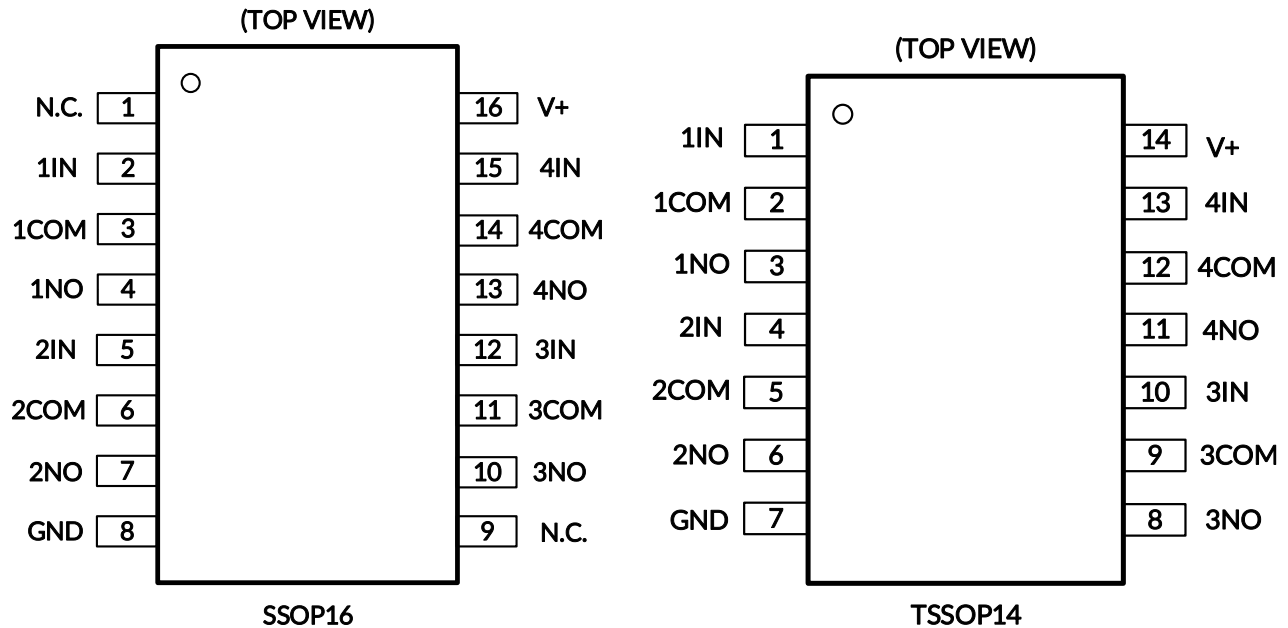 (TOP VIEW)
N.C. 1 16 V+
1IN 2 15 4IN
1COM 3 14 4COM
1NO 4 13 4NO
2IN 5 12 3IN
2COM 6 11 3COM
2NO 7 10 3NO
GND 8 9 N.C.
SSOP16
(TOP VIEW)
1IN 1 14 V+
1COM 2 13 4IN
1NO 3 12 4COM
2IN 4 11 4NO
2COM 5 10 3IN
2NO 6 9 3COM
GND 7 8 3NO
TSSOP14